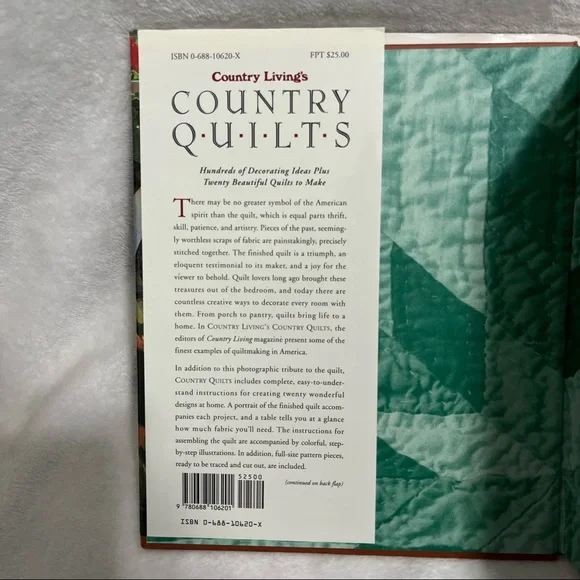 ISBN 0-688-10620-X FPT $25.00
Country Living's
COUNTRY
Q·U·I·L·T·S
Hundreds of Decorating Ideas Plus
Twenty Beautiful Quilts to Make
There may be no greater symbol of the American
spirit than the quilt, which is equal parts thrift,
skill, patience, and artistry. Pieces of the past, seeming-
ly worthless scraps of fabric are painstakingly, precisely
stitched together. The finished quilt is a triumph, an
eloquent testimonial to its maker, and a joy for the
viewer to behold. Quilt lovers long ago brought these
treasures out of the bedroom, and today there are
countless creative ways to decorate every room with
them. From porch to pantry, quilts bring life to a
home. In COUNTRY LIVING'S COUNTRY QUILTS, the
editors of Country Living magazine present some of the
finest examples of quiltmaking in America.
In addition to this photographic tribute to the quilt,
COUNTRY QUILTS includes complete, easy-to-under-
stand instructions for creating twenty wonderful
designs at home. A portrait of the finished quilt accom-
panies each project, and a table tells you at a glance
how much fabric you'll need. The instructions for
assembling the quilt are accompanied by colorful, step-
by-step illustrations. In addition, full-size pattern pieces,
ready to be traced and cut out, are included.
52500
(continued on back flap)
9 780688 106201
ISBN 0-688-10620-X